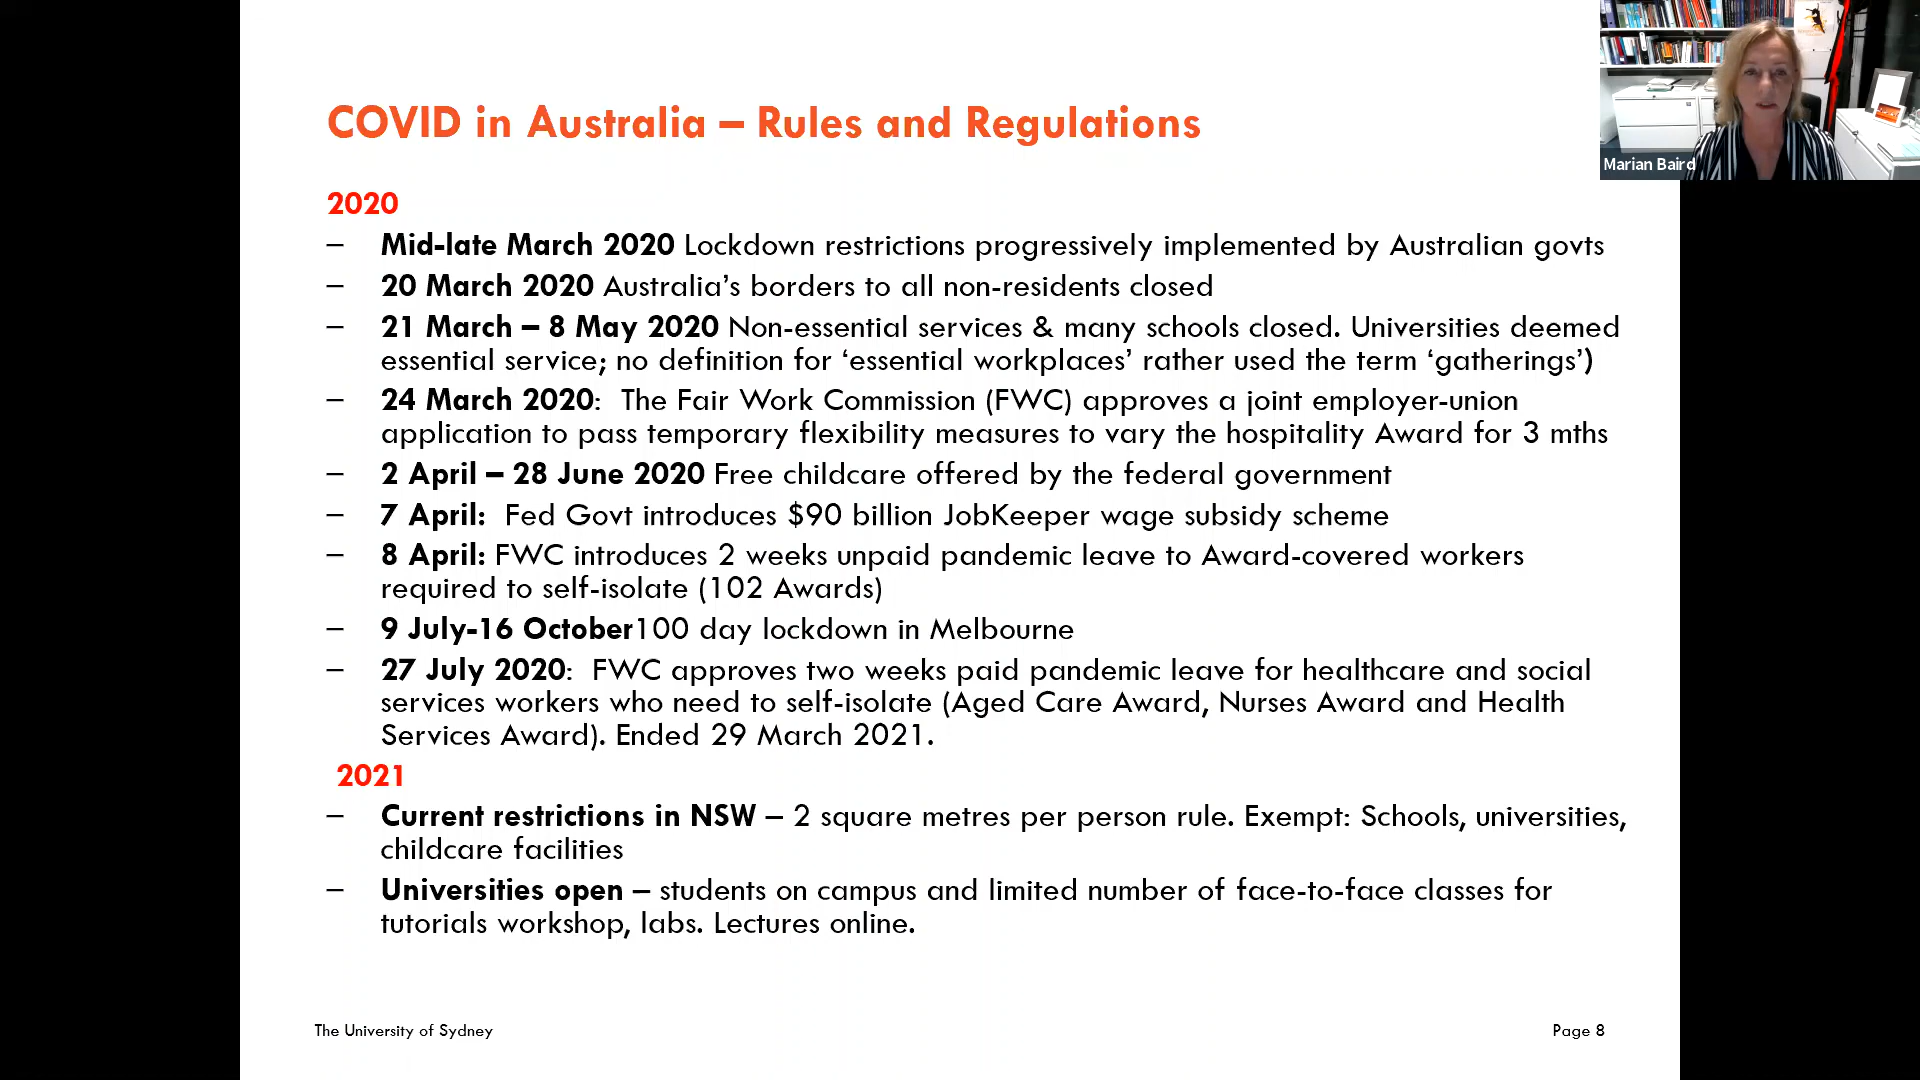 COVID in Australia – Rules and Regulations
Marian Baird
2020
– Mid-late March 2020 Lockdown restrictions progressively implemented by Australian govts
– 20 March 2020 Australia’s borders to all non-residents closed
– 21 March – 8 May 2020 Non-essential services & many schools closed. Universities deemed
essential service; no definition for ‘essential workplaces’ rather used the term ‘gatherings’)
– 24 March 2020:  The Fair Work Commission (FWC) approves a joint employer-union
application to pass temporary flexibility measures to vary the hospitality Award for 3 mths
– 2 April – 28 June 2020 Free childcare offered by the federal government
– 7 April:  Fed Govt introduces $90 billion JobKeeper wage subsidy scheme
– 8 April: FWC introduces 2 weeks unpaid pandemic leave to Award-covered workers
required to self-isolate (102 Awards)
– 9 July-16 October100 day lockdown in Melbourne
– 27 July 2020:  FWC approves two weeks paid pandemic leave for healthcare and social
services workers who need to self-isolate (Aged Care Award, Nurses Award and Health
Services Award). Ended 29 March 2021.
2021
– Current restrictions in NSW – 2 square metres per person rule. Exempt: Schools, universities,
childcare facilities
– Universities open – students on campus and limited number of face-to-face classes for
tutorials workshop, labs. Lectures online.
The University of Sydney
Page 8